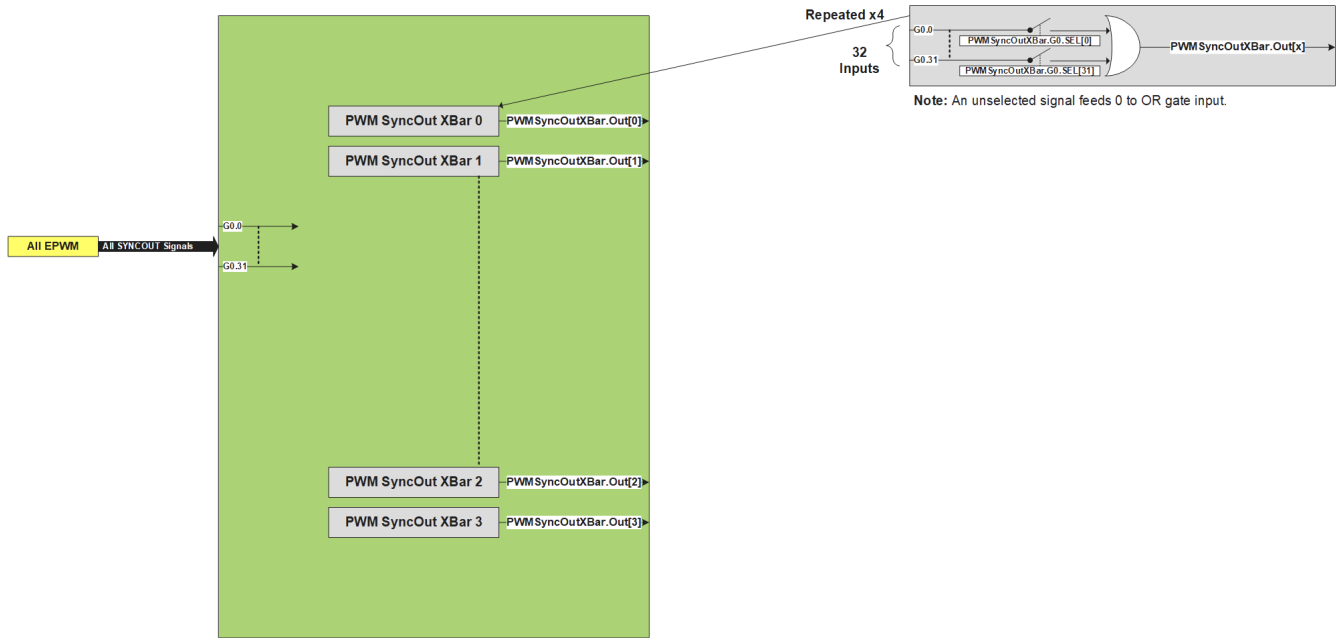 Repeated x4
G0.0
PWMSyncOutXBar.G0.SEL[0]
32
Inputs
PWMSyncOutXBar.Out[x]
G0.31
PWMSyncOutXBar.G0.SEL[31]
Note: An unselected signal feeds 0 to OR gate input.
PWM SyncOut XBar 0
PWMSyncOutXBar.Out[0]
PWM SyncOut XBar 1
PWMSyncOutXBar.Out[1]
G0.0
All EPWM
All SYNCOUT Signals
G0.31
PWM SyncOut XBar 2
PWMSyncOutXBar.Out[2]
PWM SyncOut XBar 3
PWMSyncOutXBar.Out[3]